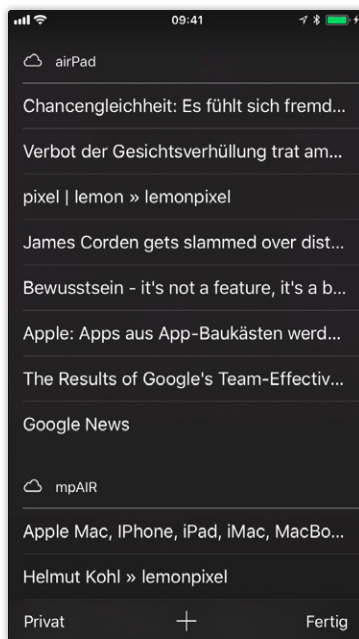 09:41
airPad
Chancengleichheit: Es fühlt sich fremd...
Verbot der Gesichtsverhüllung trat am...
pixel | lemon » lemonpixel
James Corden gets slammed over dist...
Bewusstsein - it's not a feature, it's a b...
Apple: Apps aus App-Baukästen werd...
The Results of Google's Team-Effectiv...
Google News
mpAIR
Apple Mac, IPhone, iPad, iMac, MacBo...
Helmut Kohl » lemonpixel
Privat + Fertig